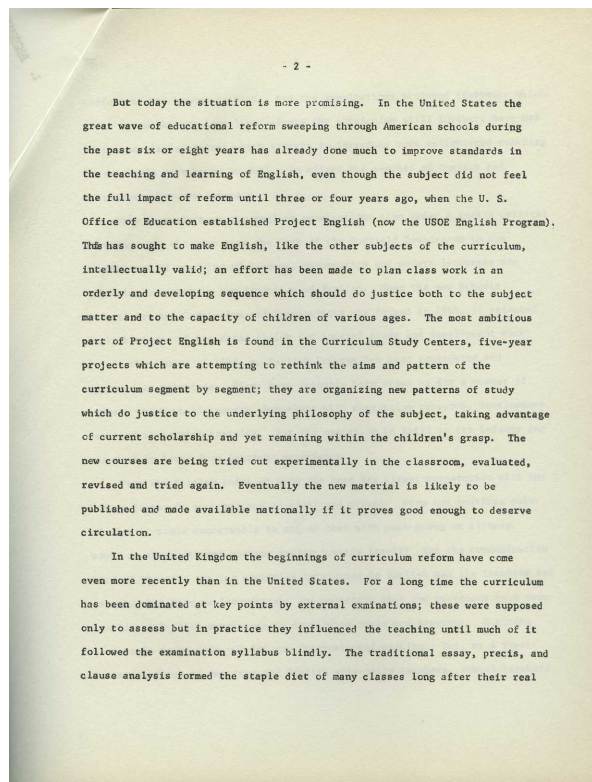 - 2 -
But today the situation is more promising. In the United States the
great wave of educational reform sweeping through American schools during
the past six or eight years has already done much to improve standards in
the teaching and learning of English, even though the subject did not feel
the full impact of reform until three or four years ago, when the U. S.
Office of Education established Project English (now the USOE English Program).
This has sought to make English, like the other subjects of the curriculum,
intellectually valid; an effort has been made to plan class work in an
orderly and developing sequence which should do justice both to the subject
matter and to the capacity of children of various ages. The most ambitious
part of Project English is found in the Curriculum Study Centers, five-year
projects which are attempting to rethink the aims and pattern of the
curriculum segment by segment; they are organizing new patterns of study
which do justice to the underlying philosophy of the subject, taking advantage
of current scholarship and yet remaining within the children's grasp. The
new courses are being tried out experimentally in the classroom, evaluated,
revised and tried again. Eventually the new material is likely to be
published and made available nationally if it proves good enough to deserve
circulation.
In the United Kingdom the beginnings of curriculum reform have come
even more recently than in the United States. For a long time the curriculum
has been dominated at key points by external exminations; these were supposed
only to assess but in practice they influenced the teaching until much of it
followed the examination syllabus blindly. The traditional essay, precis, and
clause analysis formed the staple diet of many classes long after their real